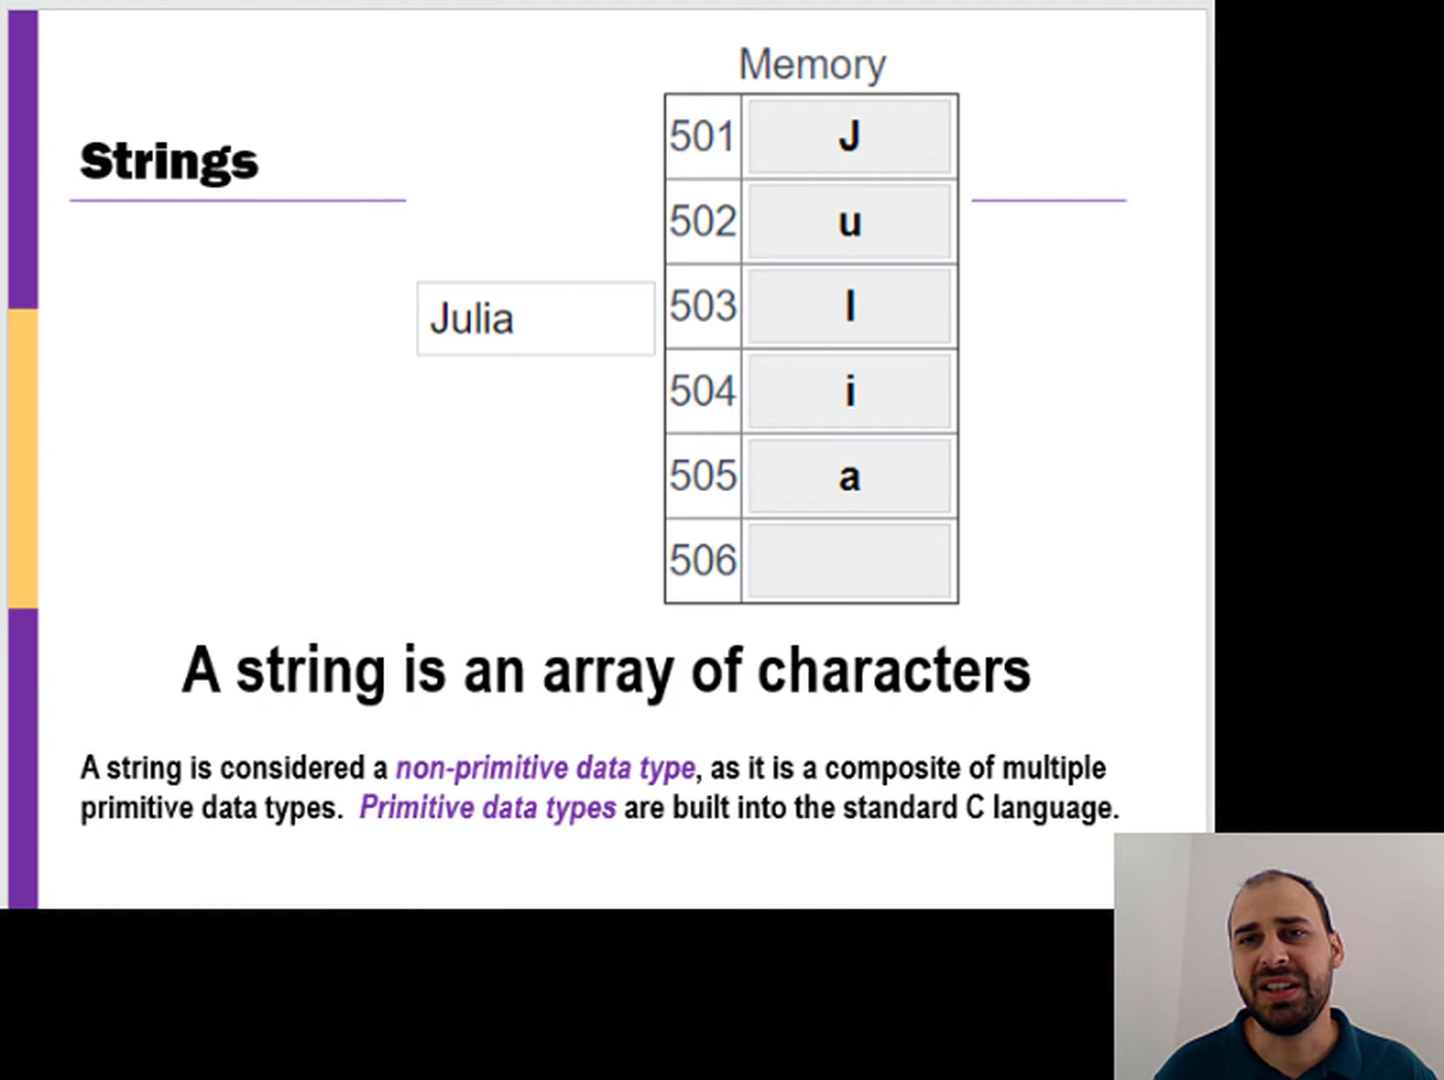 Memory
Strings
501 J
502 u
Julia
503 l
504 i
505 a
506
A string is an array of characters
A string is considered a non-primitive data type, as it is a composite of multiple
primitive data types.  Primitive data types are built into the standard C language.